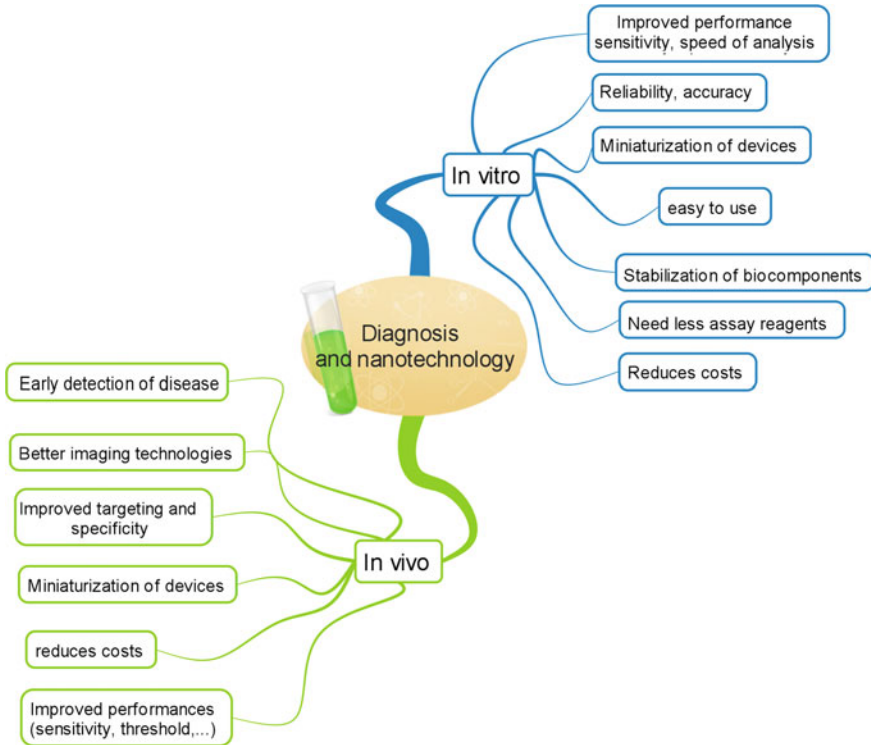 Improved performance
sensitivity, speed of analysis
Reliability, accuracy
Miniaturization of devices
In vitro
easy to use
Stabilization of biocomponents
Need less assay reagents
Reduces costs
Diagnosis
and nanotechnology
Early detection of disease
Better imaging technologies
Improved targeting and
specificity
In vivo
Miniaturization of devices
reduces costs
Improved performances
(sensitivity, threshold,...)